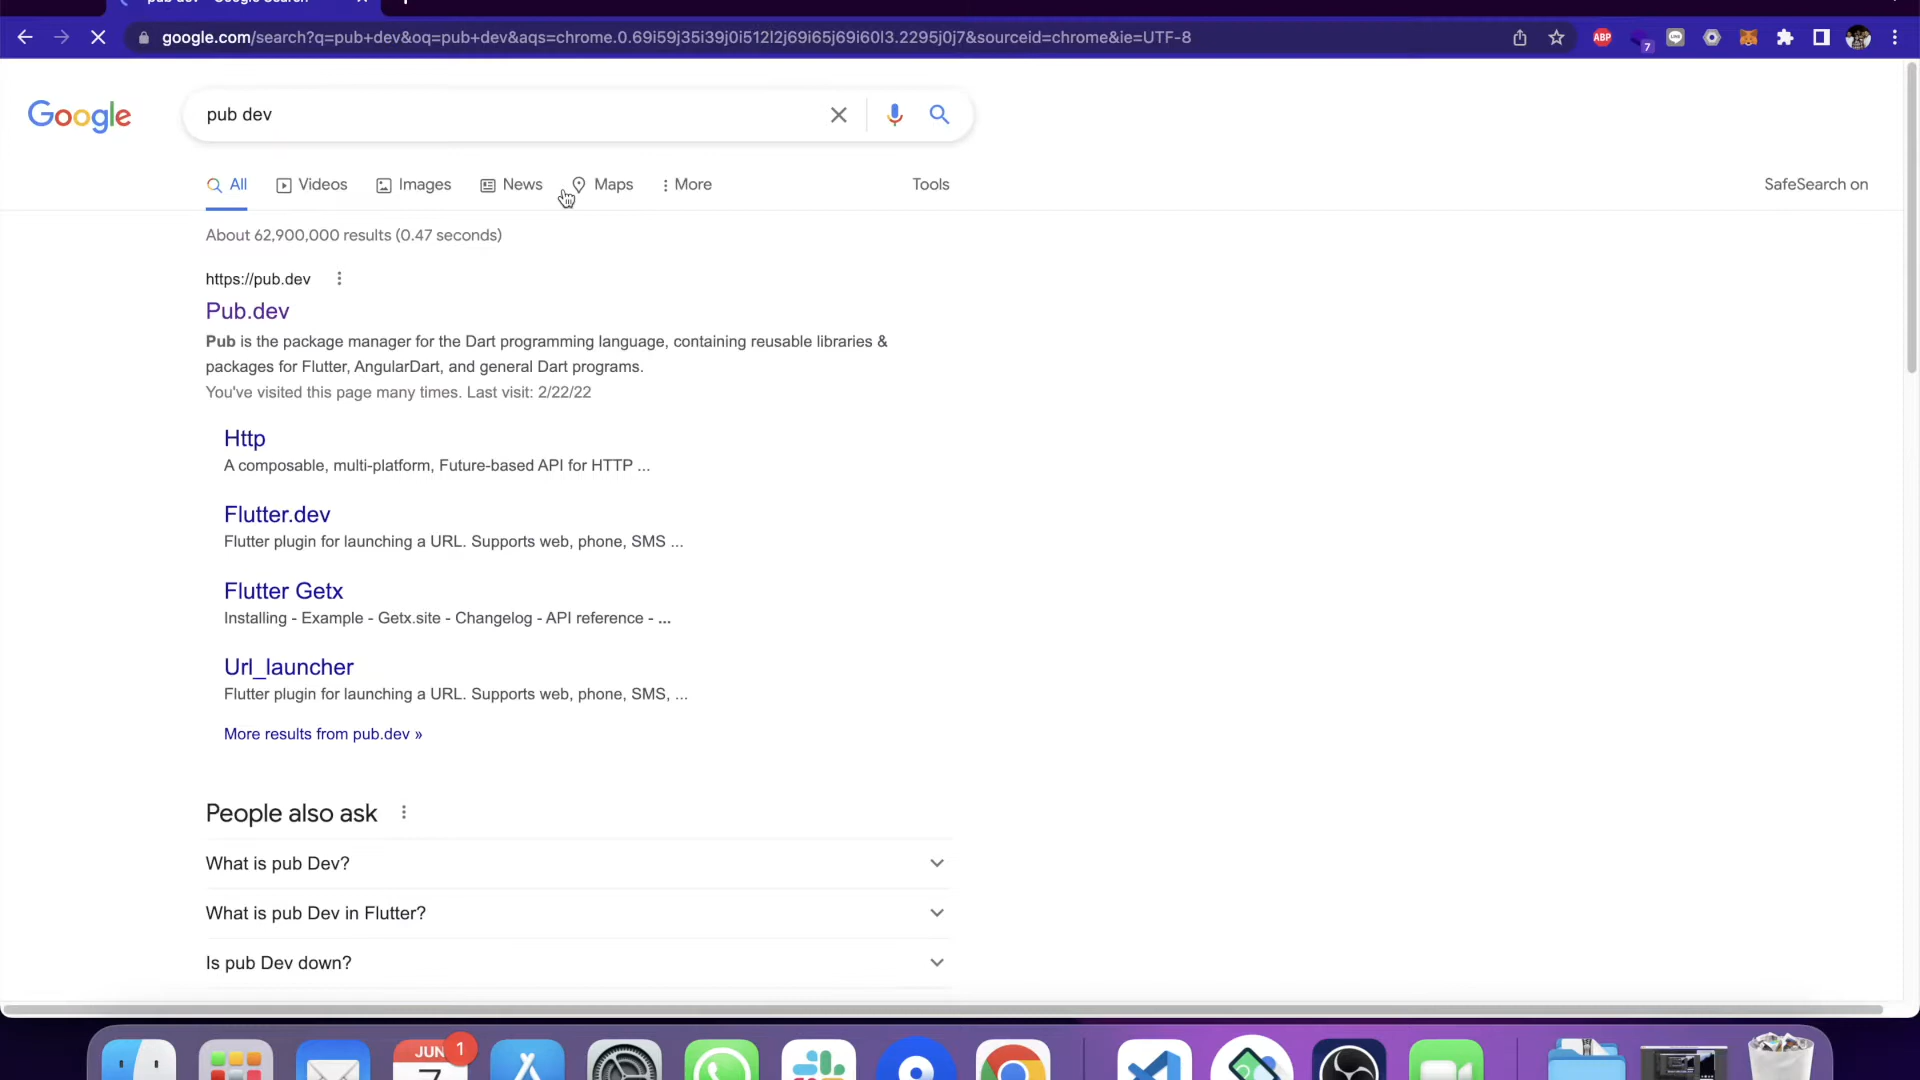 google.com/search?q=pub+dev&oq=pub+dev&aqs=chrome.0.69i59j35i39j0i512l2j69i65j69i60l3.2295j0j7&sourceid=chrome&ie=UTF-8
ABP
7
Google
pub dev
All
Videos
Images
News
Maps
More
Tools
SafeSearch on
About 62,900,000 results (0.47 seconds)
https://pub.dev
Pub.dev
Pub is the package manager for the Dart programming language, containing reusable libraries &
packages for Flutter, AngularDart, and general Dart programs.
You've visited this page many times. Last visit: 2/22/22
Http
A composable, multi-platform, Future-based API for HTTP ...
Flutter.dev
Flutter plugin for launching a URL. Supports web, phone, SMS ...
Flutter Getx
Installing - Example - Getx.site - Changelog - API reference - ...
Url_launcher
Flutter plugin for launching a URL. Supports web, phone, SMS, ...
More results from pub.dev »
People also ask
What is pub Dev?
What is pub Dev in Flutter?
Is pub Dev down?
JUN
1
7